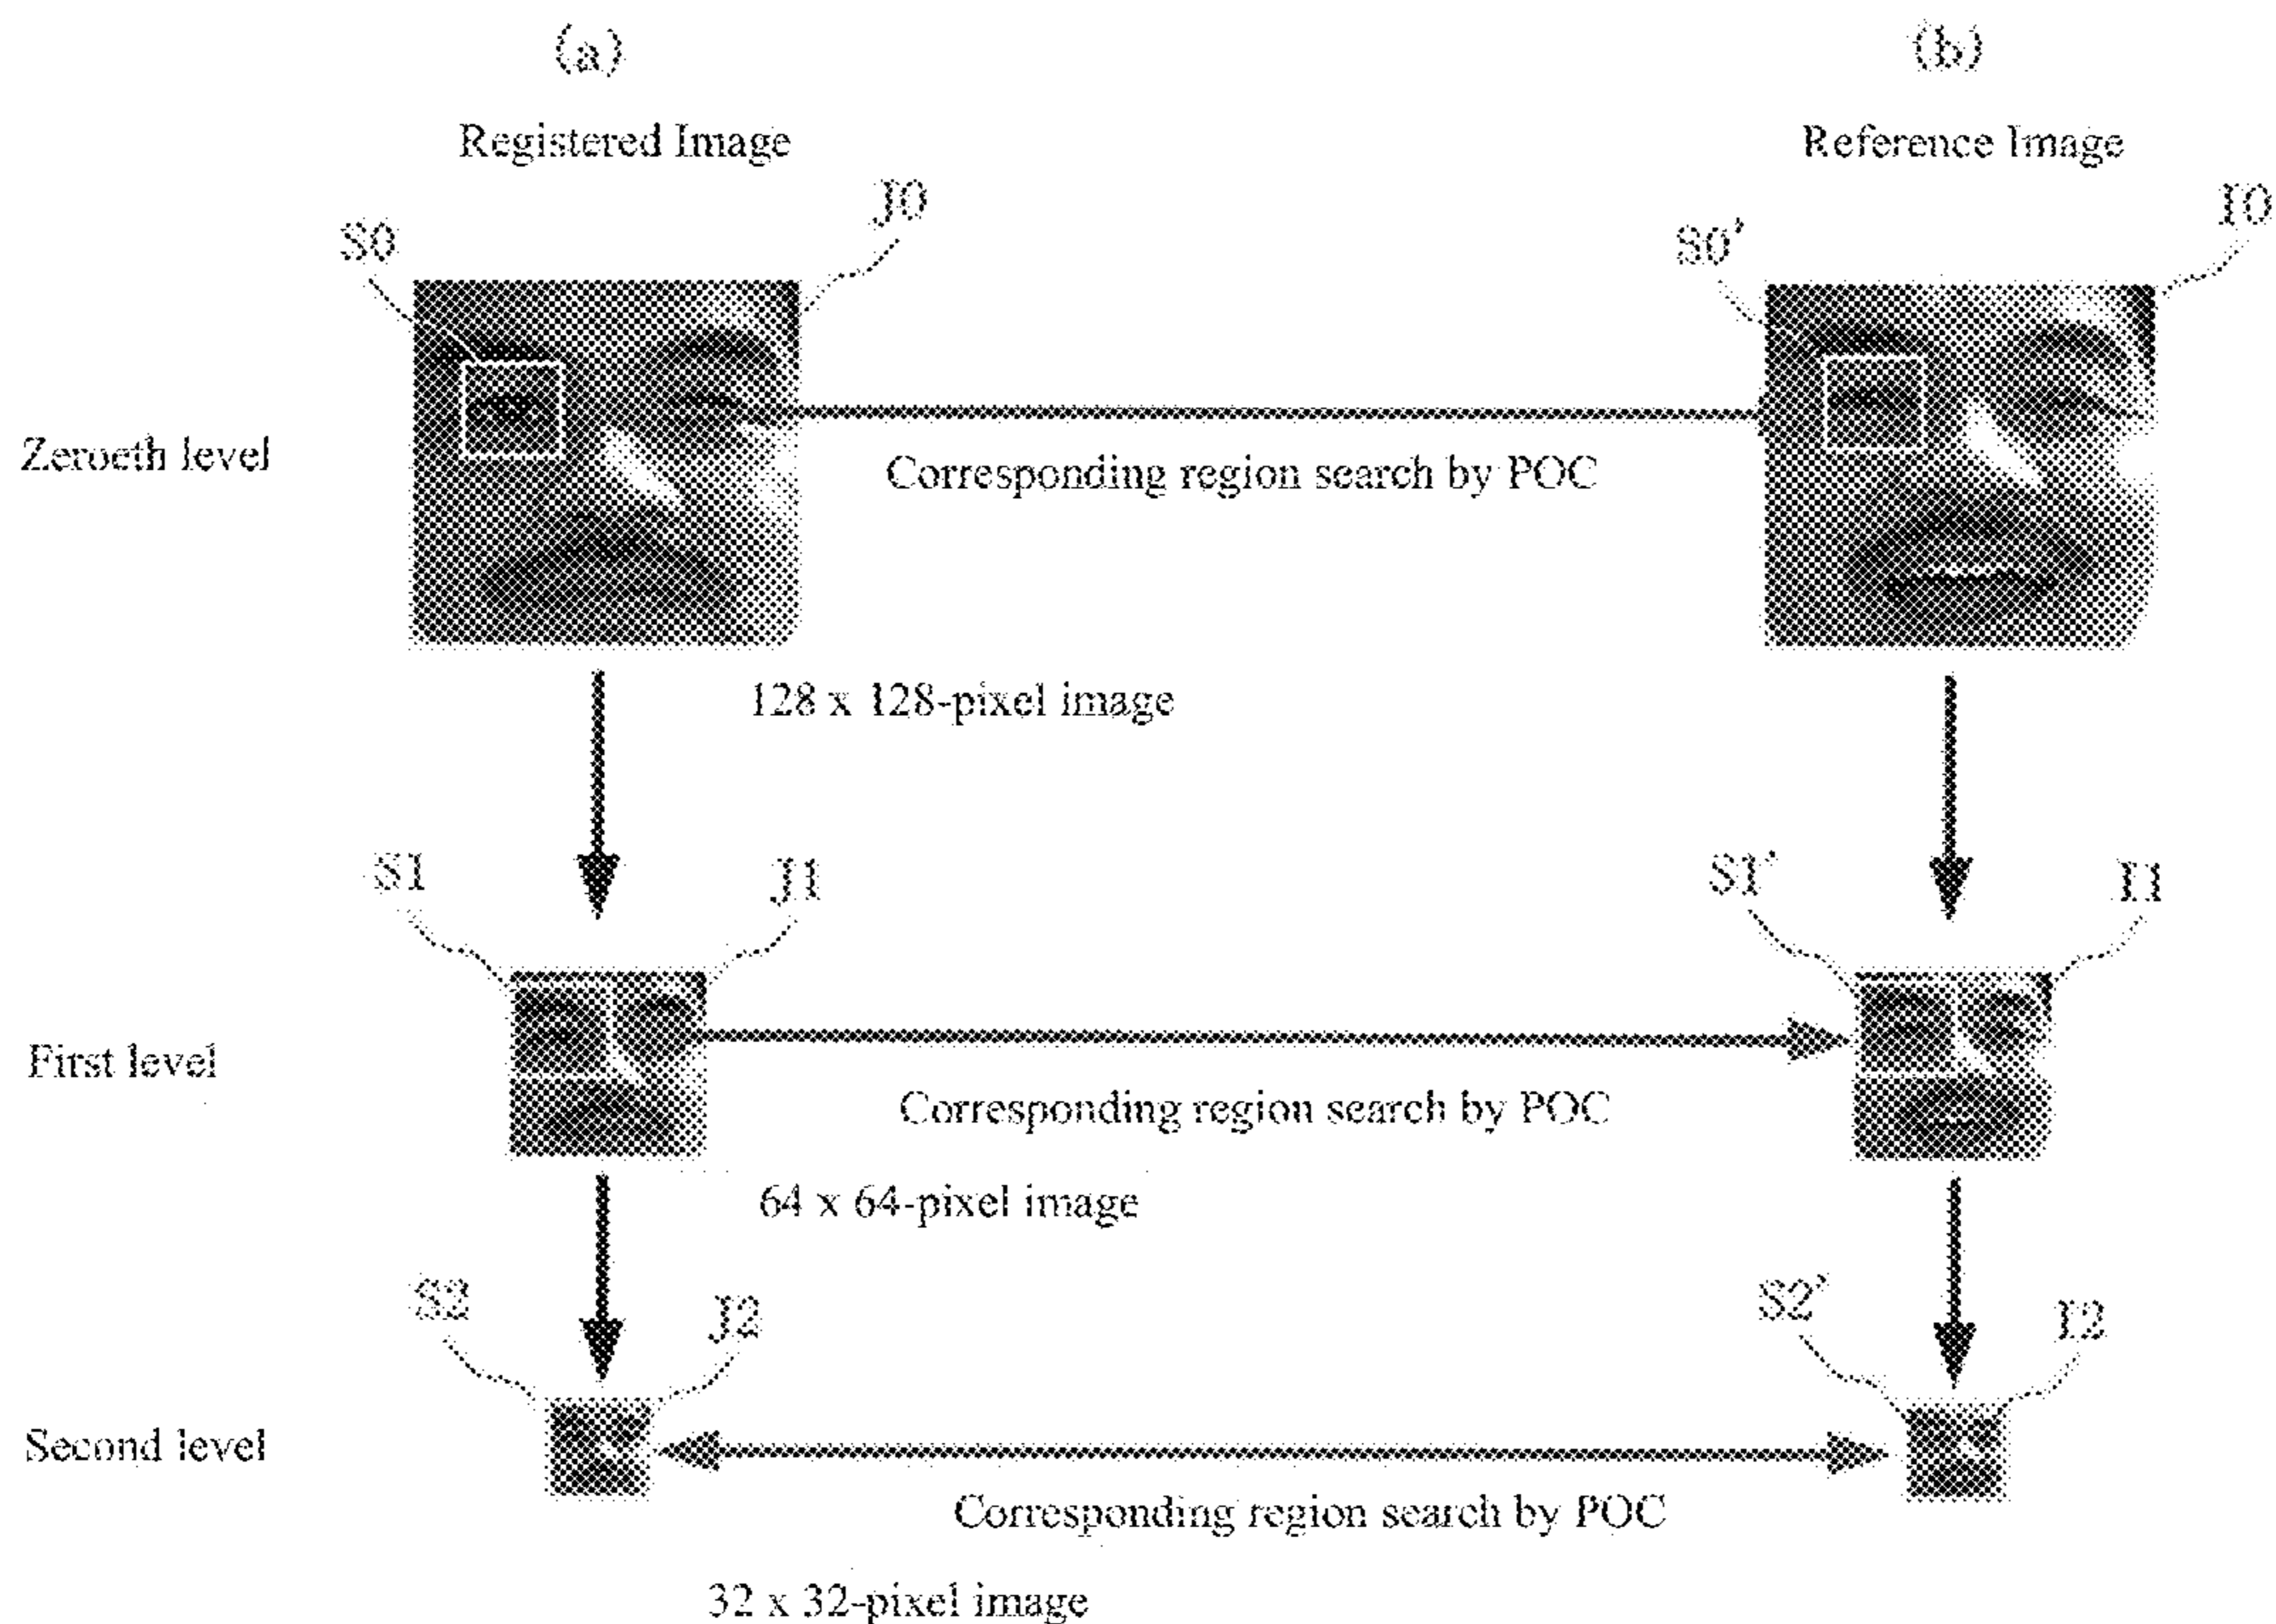 (a)
(b)
Registered Image
Reference Image
S0
J0
S0'
I0
Zeroeth level
Corresponding region search by POC
128 x 128-pixel image
S1
J1
S1'
I1
First level
Corresponding region search by POC
64 x 64-pixel image
S2
J2
S2'
I2
Second level
Corresponding region search by POC
32 x 32-pixel image